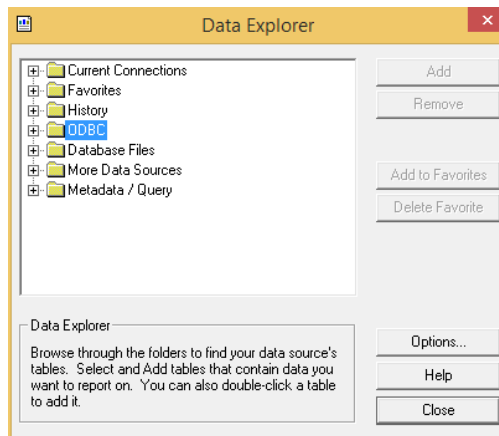 Data Explorer
Current Connections
Favorites
History
ODBC
Database Files
More Data Sources
Metadata / Query
Add
Remove
Add to Favorites
Delete Favorite
Data Explorer
Browse through the folders to find your data source's
tables. Select and Add tables that contain data you
want to report on. You can also double-click a table
to add it.
Options...
Help
Close